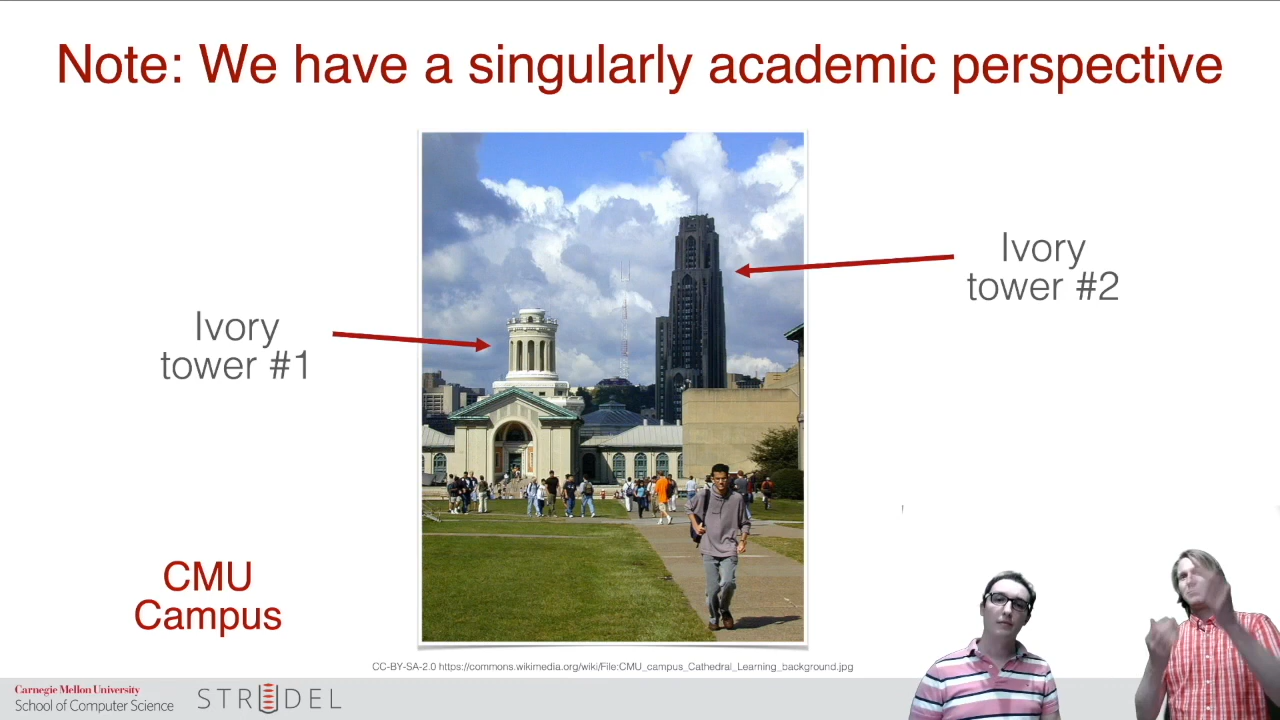 Note: We have a singularly academic perspective
Ivory
tower #2
Ivory
tower #1
CMU
Campus
CC-BY-SA-2.0 https://commons.wikimedia.org/wiki/File:CMU_campus_Cathedral_Learning_background.jpg
Carnegie Mellon University
School of Computer Science
STRUDEL